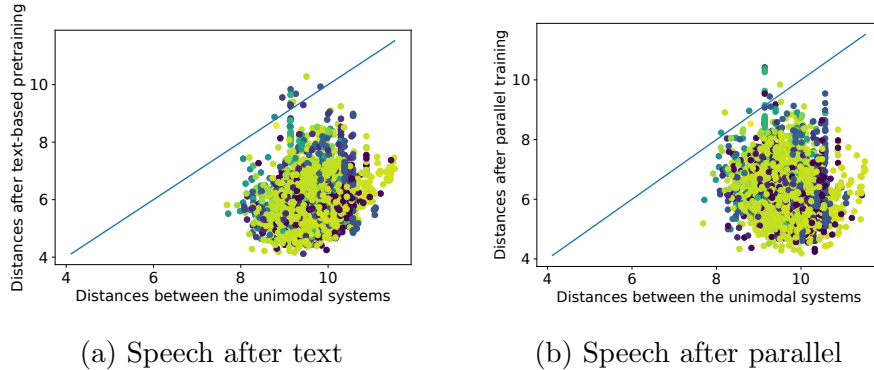 Distances after text-based pretraining
10
8
6
4
4
6
8
10
Distances between the unimodal systems
(a) Speech after text
Distances after parallel training
10
8
6
4
4
6
8
10
Distances between the unimodal systems
(b) Speech after parallel